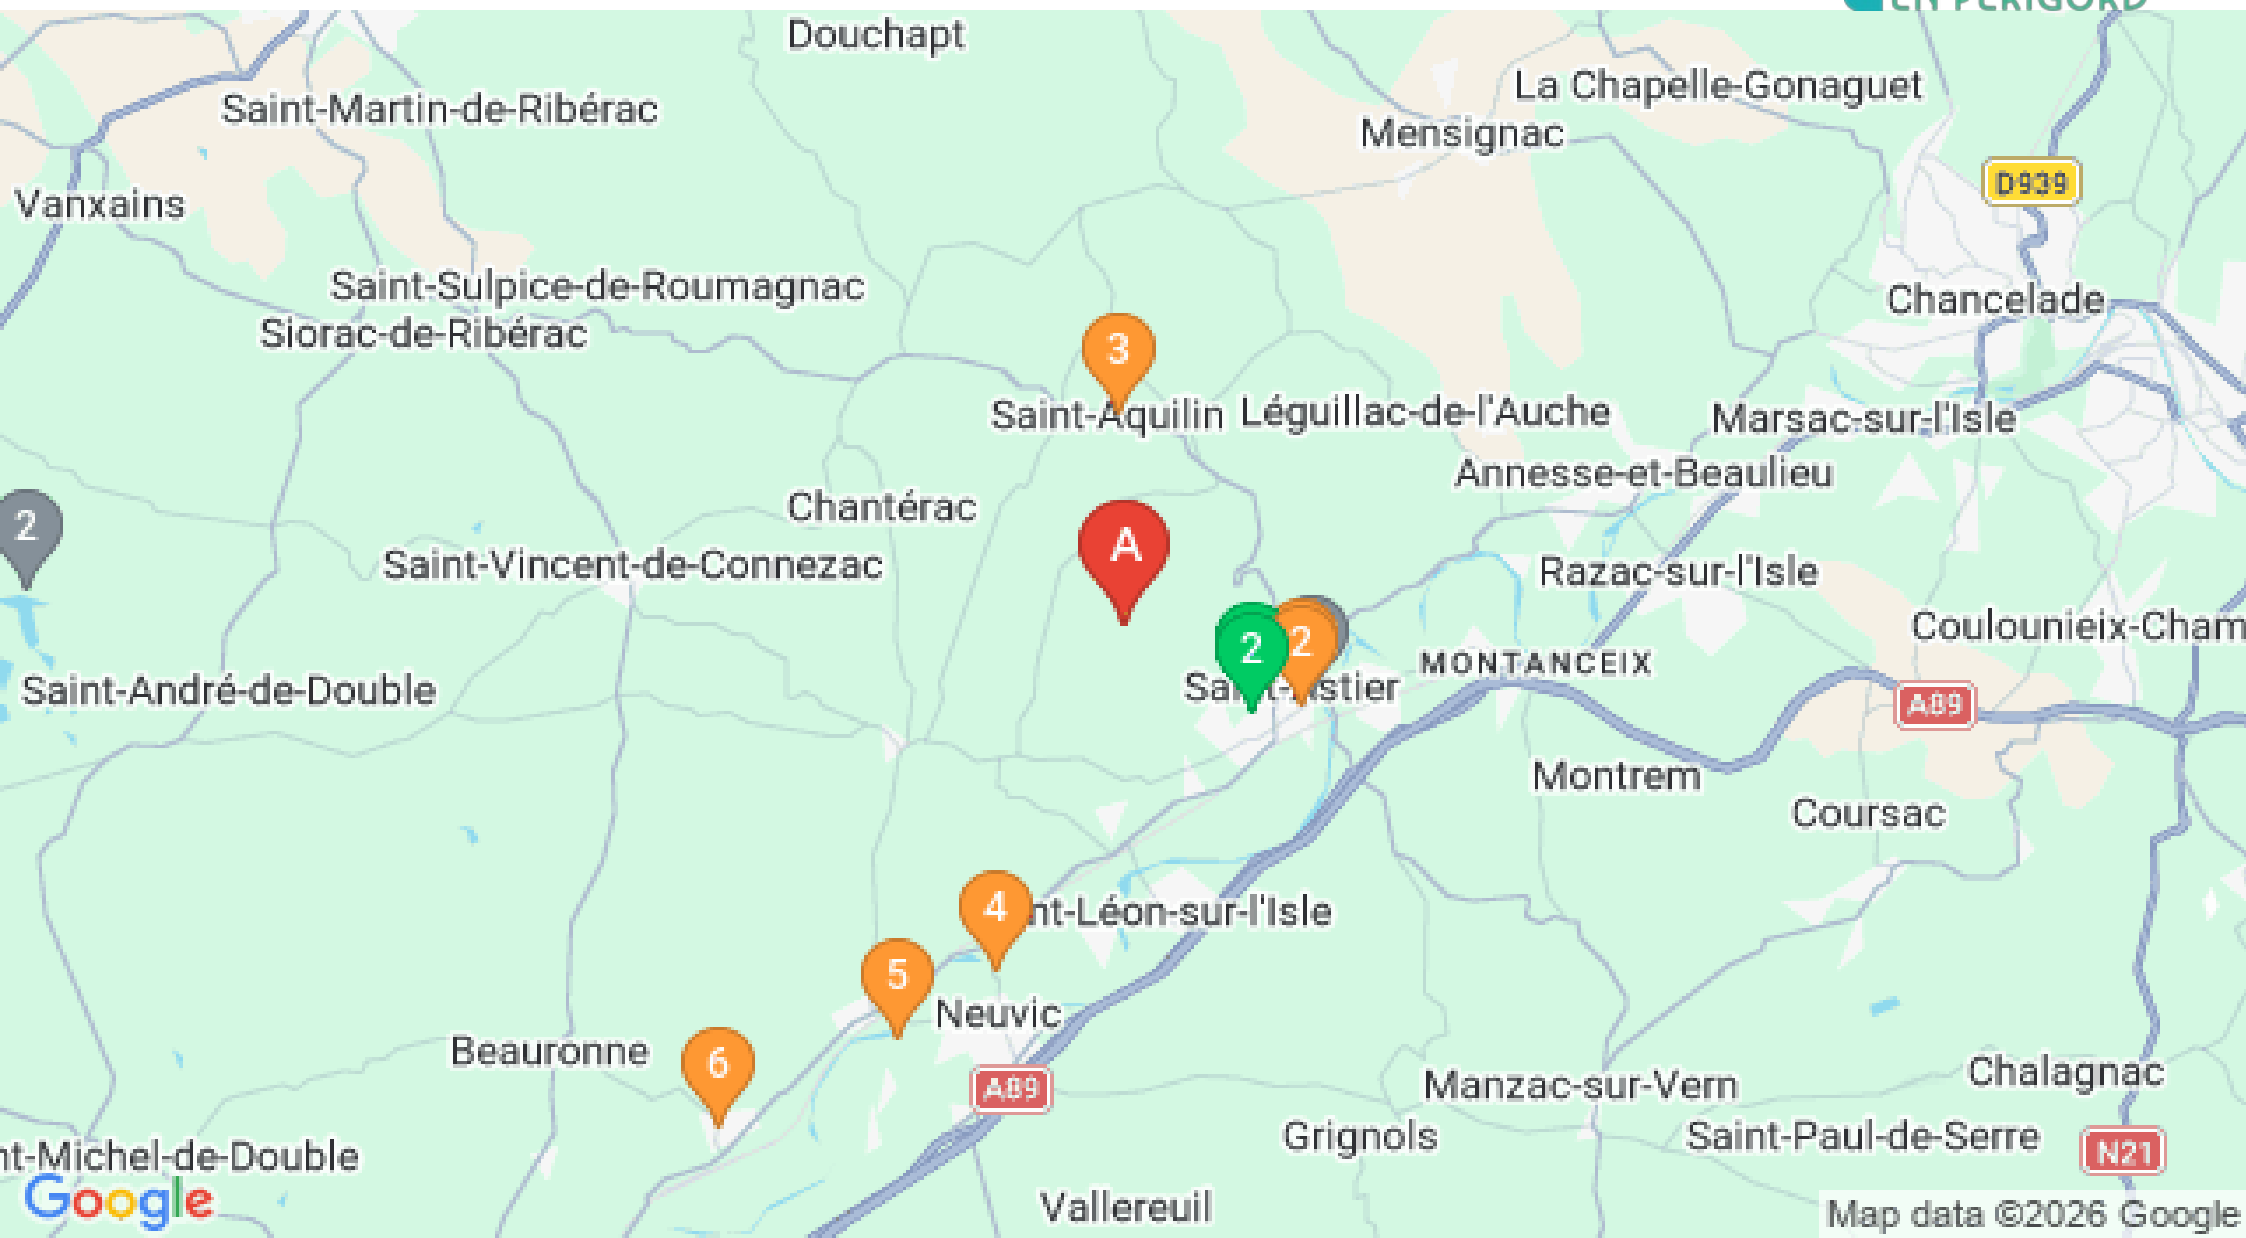 EN PÉRIGORD
Douchapt
La Chapelle-Gonaguet
Saint-Martin-de-Ribérac
Mensignac
D939
Vanxains
Saint-Sulpice-de-Roumagnac
Chancelade
Siorac-de-Ribérac
3
Saint-Aquilin
Léguillac-de-l'Auche
Marsac-sur-l'Isle
Annesse-et-Beaulieu
Chantérac
2
A
Saint-Vincent-de-Connezac
Razac-sur-l'Isle
Coulounieix-Cham
2
2
MONTANCEIX
Saint-Astier
Saint-André-de-Double
A89
Montrem
Coursac
4
nt-Léon-sur-l'Isle
5
Neuvic
Beauronne
6
A89
Manzac-sur-Vern
Chalagnac
Grignols
Saint-Paul-de-Serre
N21
nt-Michel-de-Double
Google
Vallereuil
Map data ©2026 Google